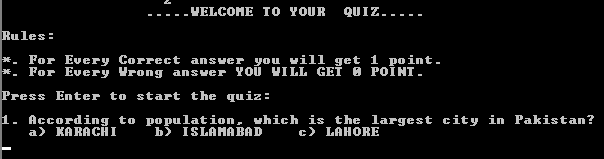 2
.....WELCOME TO YOUR QUIZ.....
Rules:
*. For Every Correct answer you will get 1 point.
*. For Every Wrong answer YOU WILL GET 0 POINT.
Press Enter to start the quiz:
1. According to population, which is the largest city in Pakistan?
a) KARACHI b) ISLAMABAD c) LAHORE